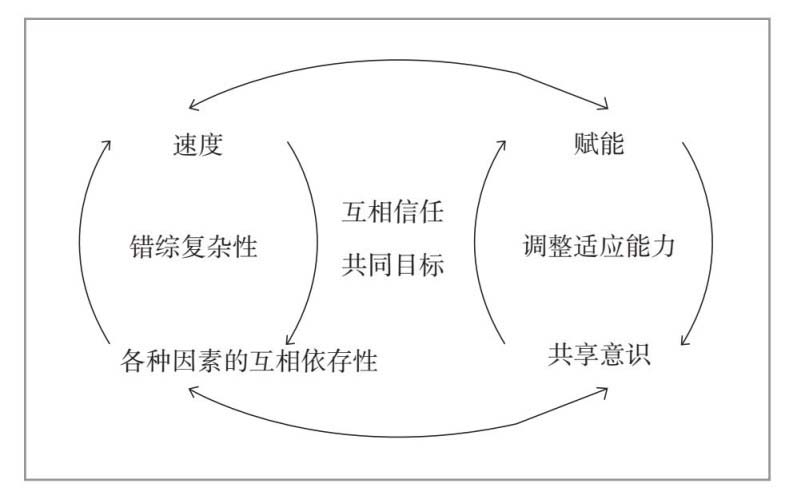 速度
赋能
互相信任
错综复杂性
调整适应能力
共同目标
各种因素的互相依存性
共享意识